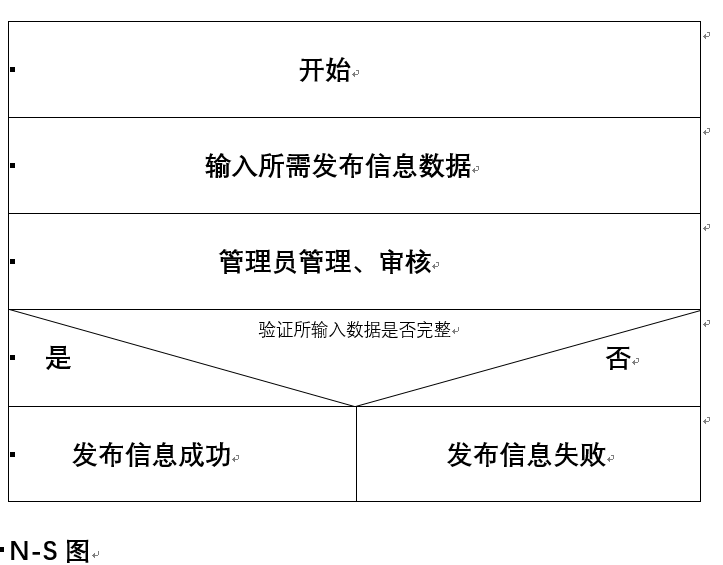 开始
输入所需发布信息数据
管理员管理、审核
验证所输入数据是否完整
是
否
发布信息成功
发布信息失败
N-S 图